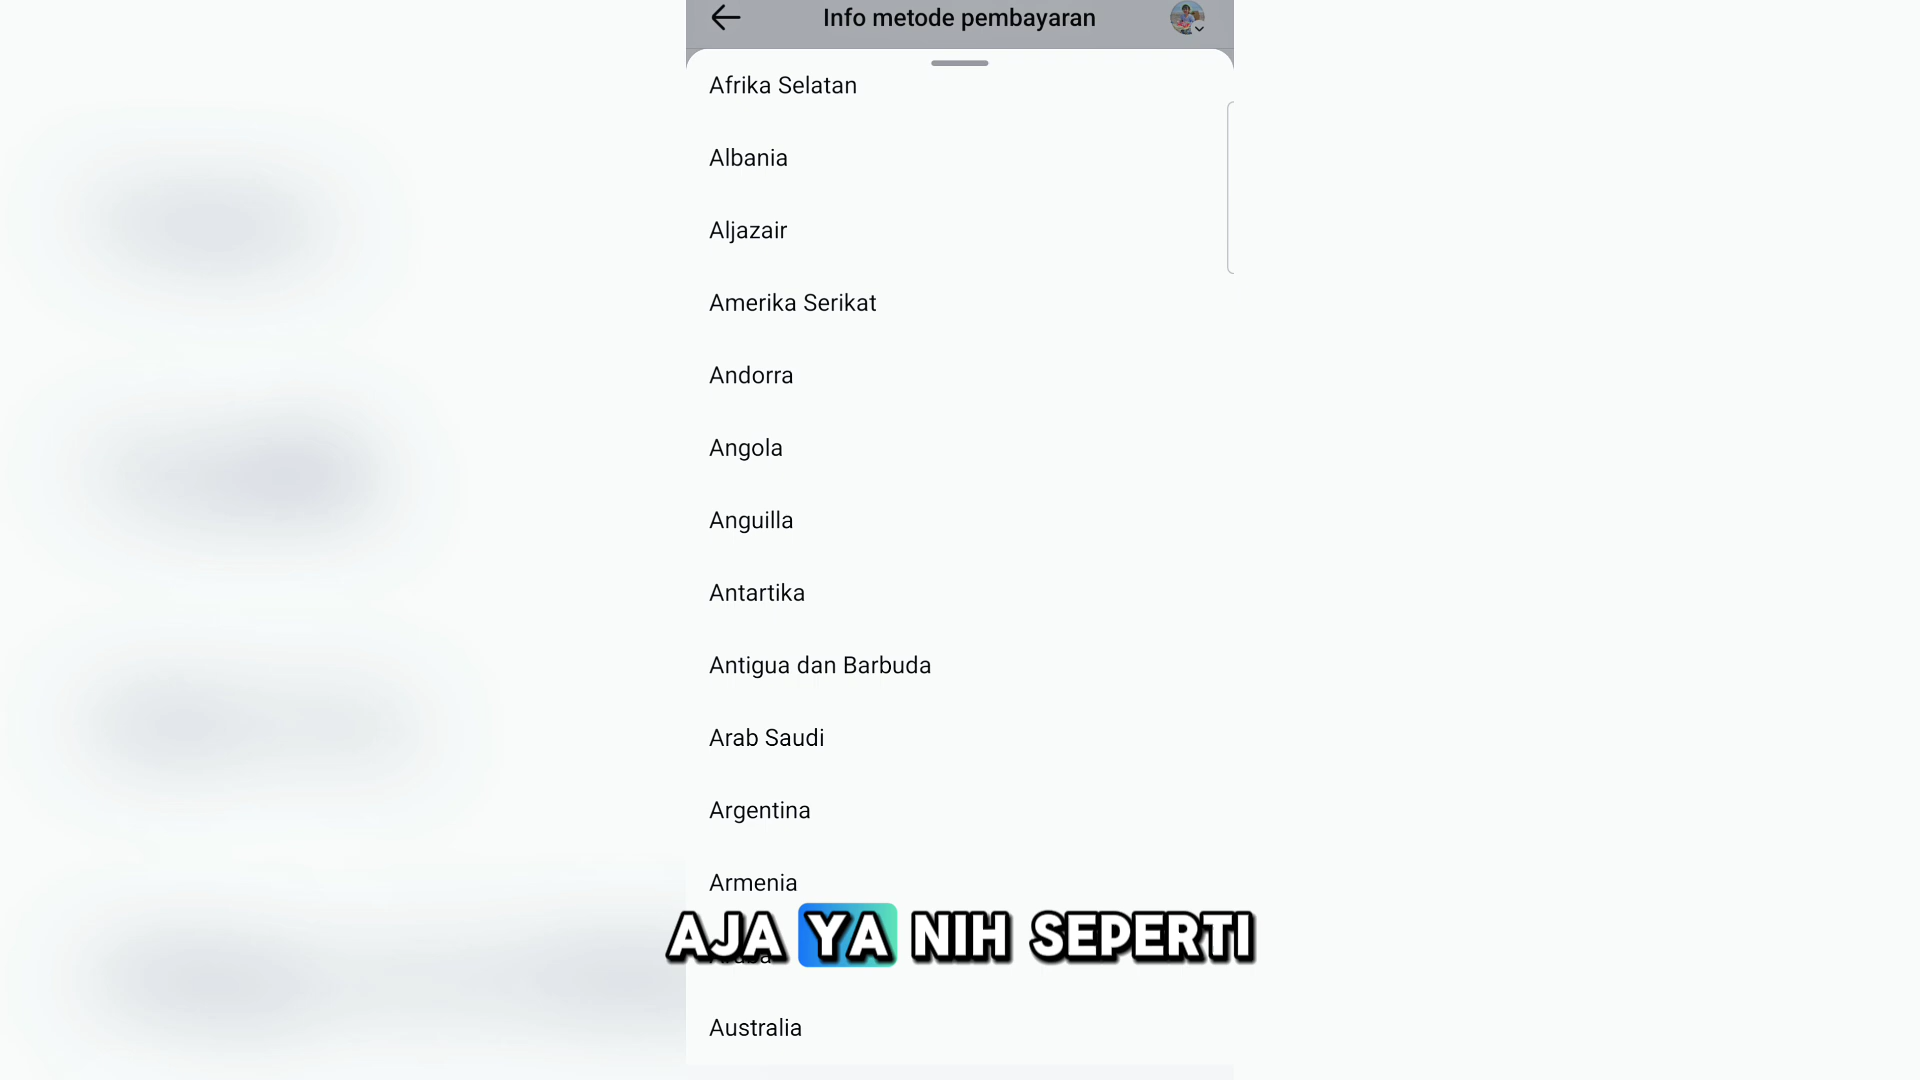 Info metode pembayaran
Afrika Selatan
Albania
Aljazair
Amerika Serikat
Andorra
Angola
Anguilla
Antartika
Antigua dan Barbuda
Arab Saudi
Argentina
Armenia
AJA YA NIH SEPERTI
Australia